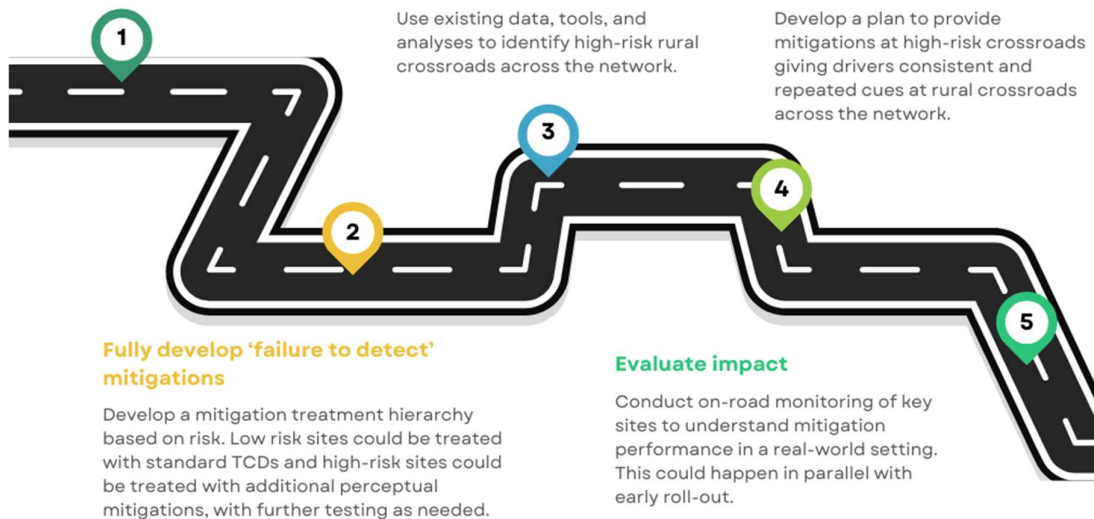 1
Use existing data, tools, and
analyses to identify high-risk rural
crossroads across the network.
Develop a plan to provide
mitigations at high-risk crossroads
giving drivers consistent and
repeated cues at rural crossroads
across the network.
3
4
2
5
Fully develop ‘failure to detect’
mitigations
Develop a mitigation treatment hierarchy
based on risk. Low risk sites could be treated
with standard TCDs and high-risk sites could
be treated with additional perceptual
mitigations, with further testing as needed.
Evaluate impact
Conduct on-road monitoring of key
sites to understand mitigation
performance in a real-world setting.
This could happen in parallel with
early roll-out.